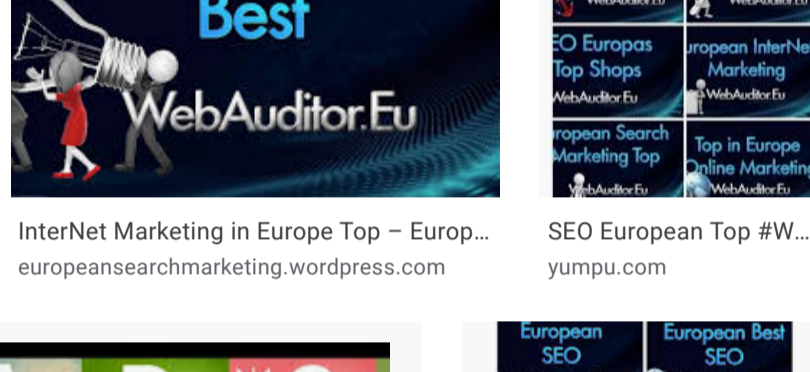 Best
WebAuditor.Eu
EO Europas
Top Shops
WebAuditor.Eu
uropean InterNe
Marketing
WebAuditor.Eu
uropean Search
Marketing Top
WebAuditor.Eu
Top in Europe
Online Marketing
WebAuditor.Eu
InterNet Marketing in Europe Top – Europ...
europeansearchmarketing.wordpress.com
SEO European Top #W...
yumpu.com
European
SEO
European Best
SEO